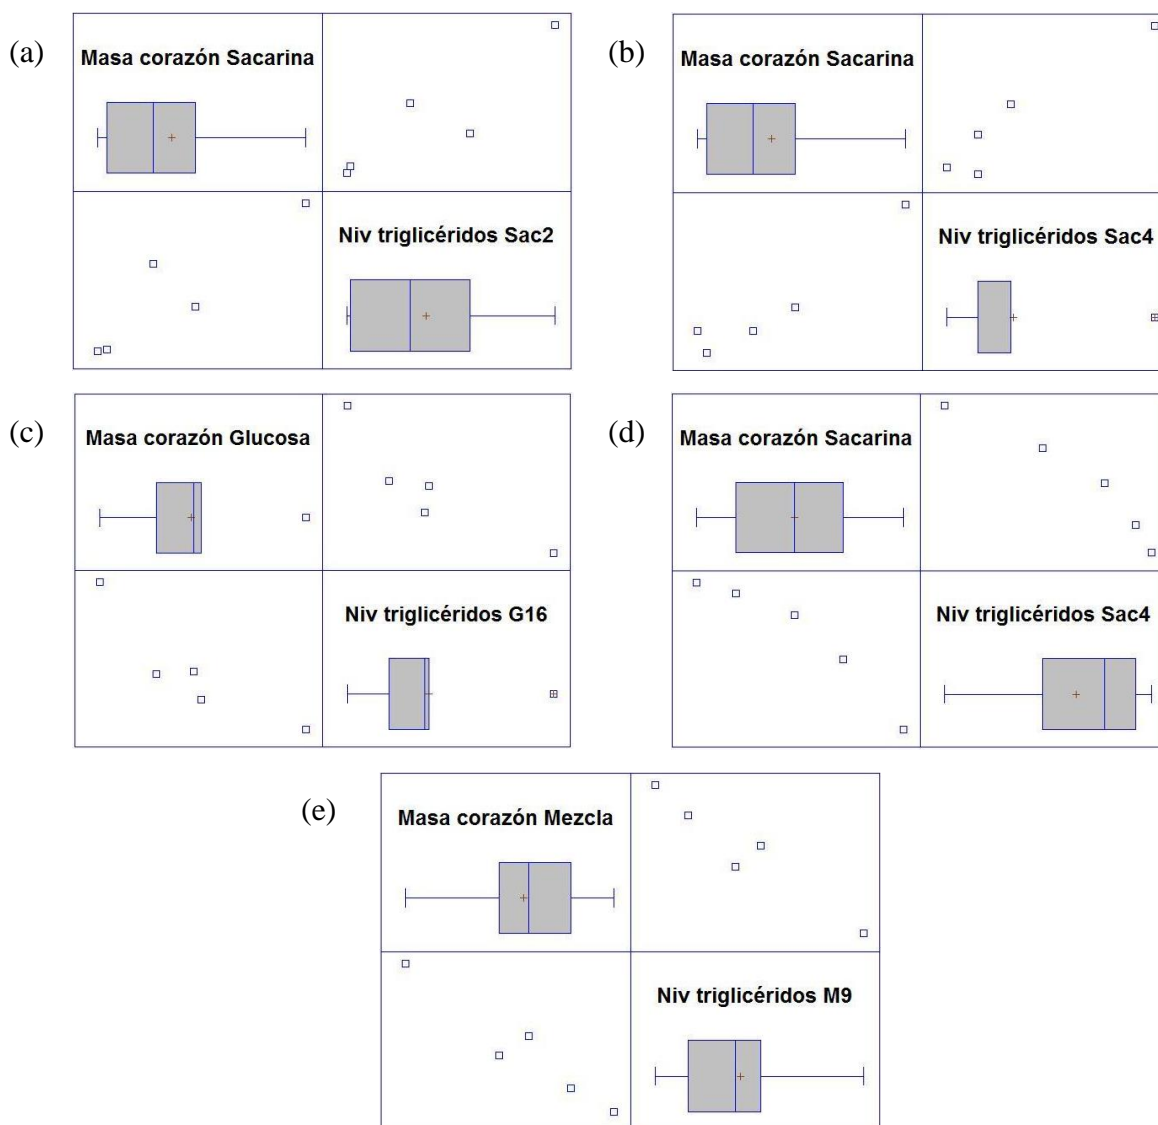 (a)
Masa corazón Sacarina
Niv triglicéridos Sac2
(b)
Masa corazón Sacarina
Niv triglicéridos Sac4
(c)
Masa corazón Glucosa
Niv triglicéridos G16
(d)
Masa corazón Sacarina
Niv triglicéridos Sac4
(e)
Masa corazón Mezcla
Niv triglicéridos M9